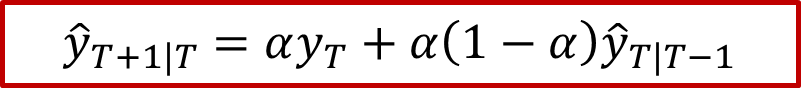 ŷ_{T+1|T} = αy_T + α(1 − α)ŷ_{T|T−1}